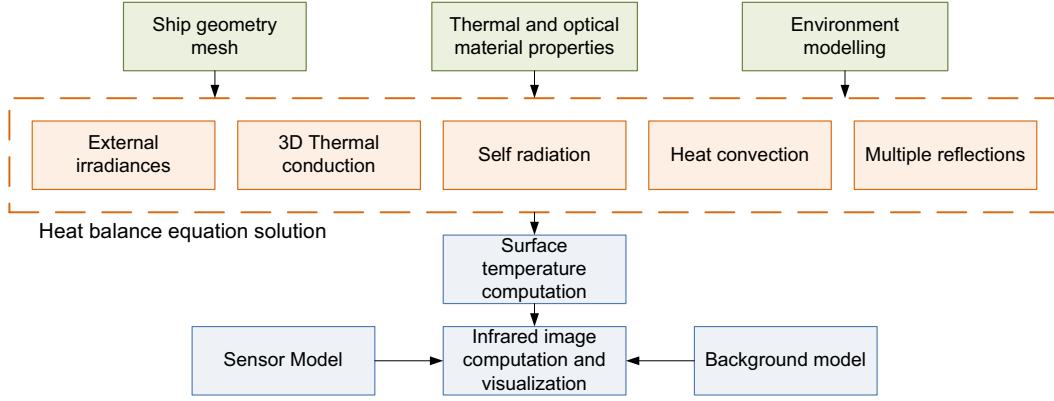 Ship geometry
mesh
Thermal and optical
material properties
Environment
modelling
External
irradiances
3D Thermal
conduction
Self radiation
Heat convection
Multiple reflections
Heat balance equation solution
Surface
temperature
computation
Sensor Model
Infrared image
computation and
visualization
Background model